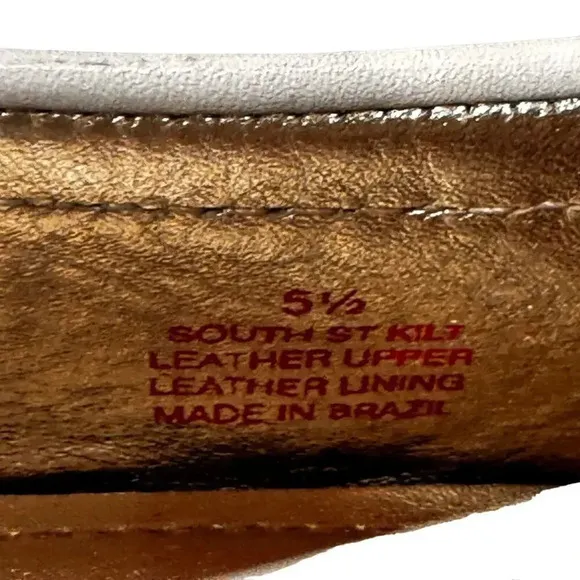 5½
SOUTH ST KILT
LEATHER UPPER
LEATHER LINING
MADE IN BRAZIL